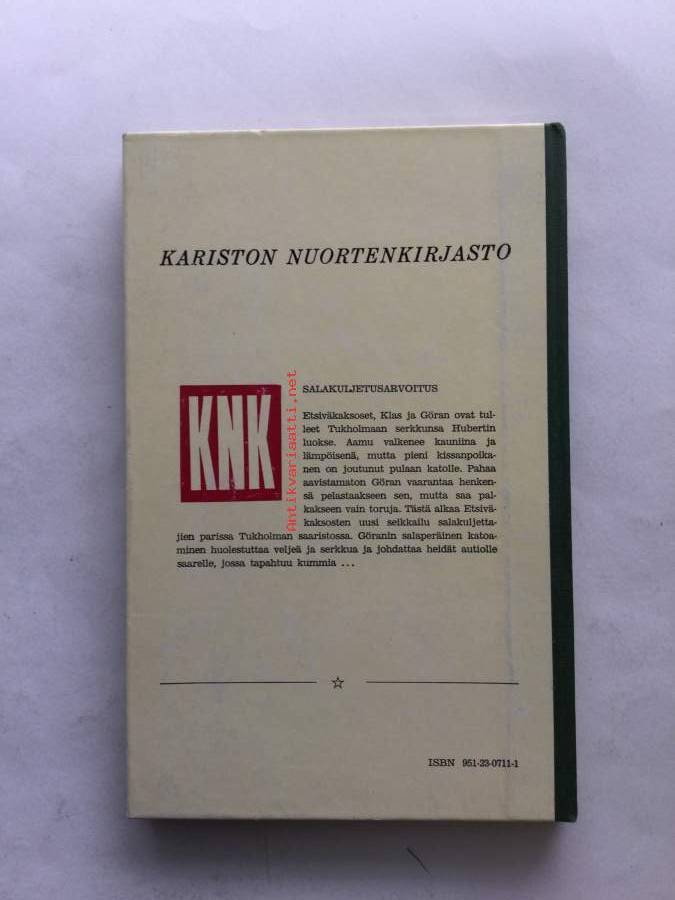 KARISTON NUORTENKIRJASTO
KNK
SALAKULJETUSARVOITUS
Etsiväkaksoset, Klas ja Göran ovat tul-
leet Tukholmaan serkkunsa Hubertin
luokse. Aamu valkenee kauniina ja
lämpöisenä, mutta pieni kissanpoika-
nen on joutunut pulaan katolle. Pahaa
aavistamaton Göran vaarantaa henken-
sä pelastaakseen sen, mutta saa pal-
kakseen vain toruja. Tästä alkaa Etsivä-
kaksosten uusi seikkailu salakuljetta-
jien parissa Tukholman saaristossa. Göranin salaperäinen katoa-
minen huolestuttaa veljeä ja serkkua ja johdattaa heidät autiolle
saarelle, jossa tapahtuu kummia ...
ISBN 951-23-0711-1
Antikvariaatti.net